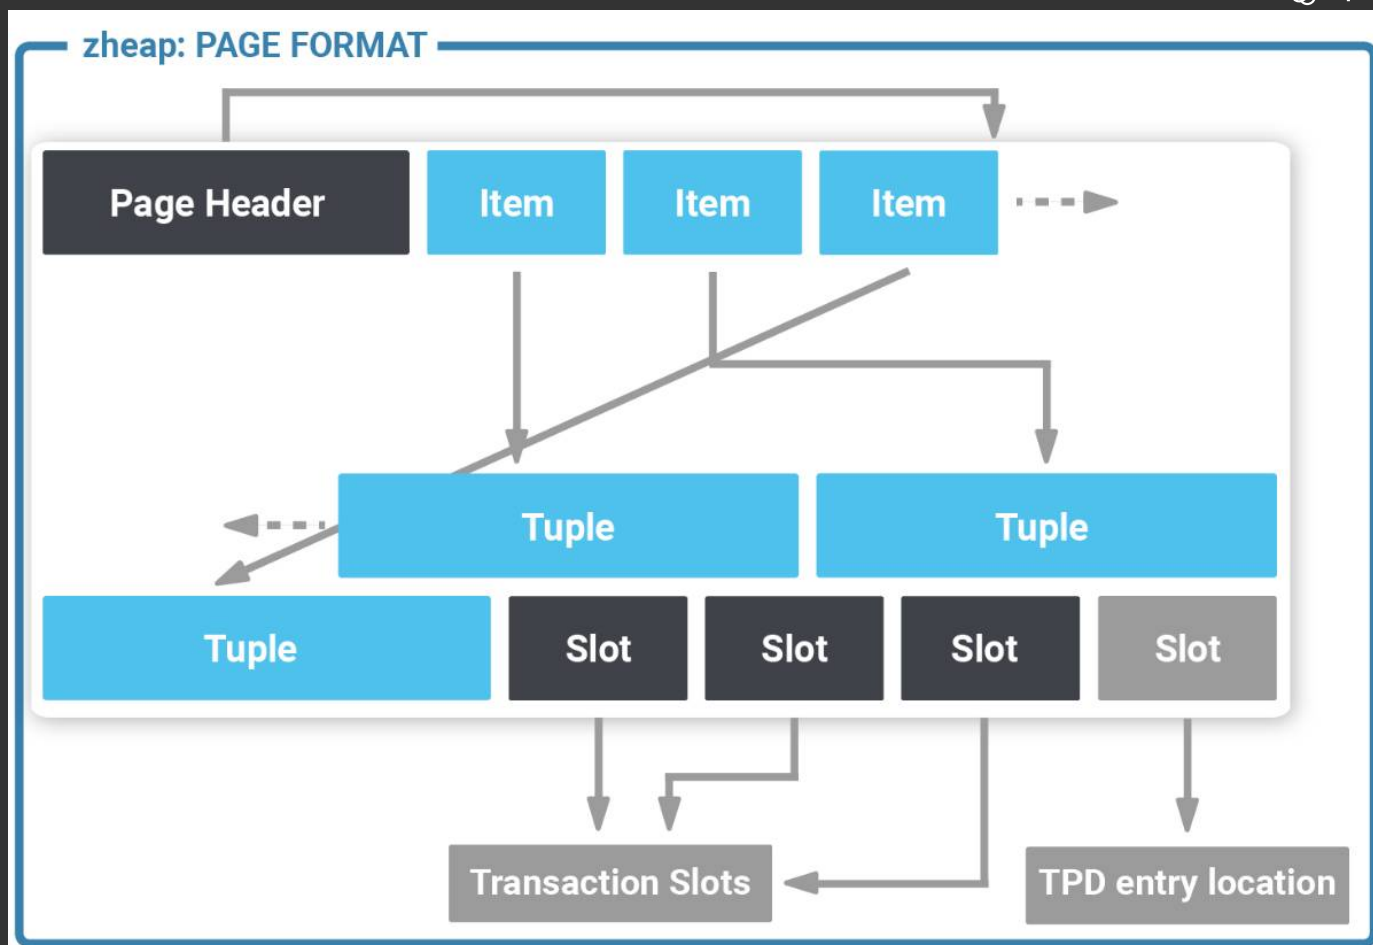 zheap: PAGE FORMAT
Page Header
Item
Item
Item
Tuple
Tuple
Tuple
Slot
Slot
Slot
Slot
Transaction Slots
TPD entry location